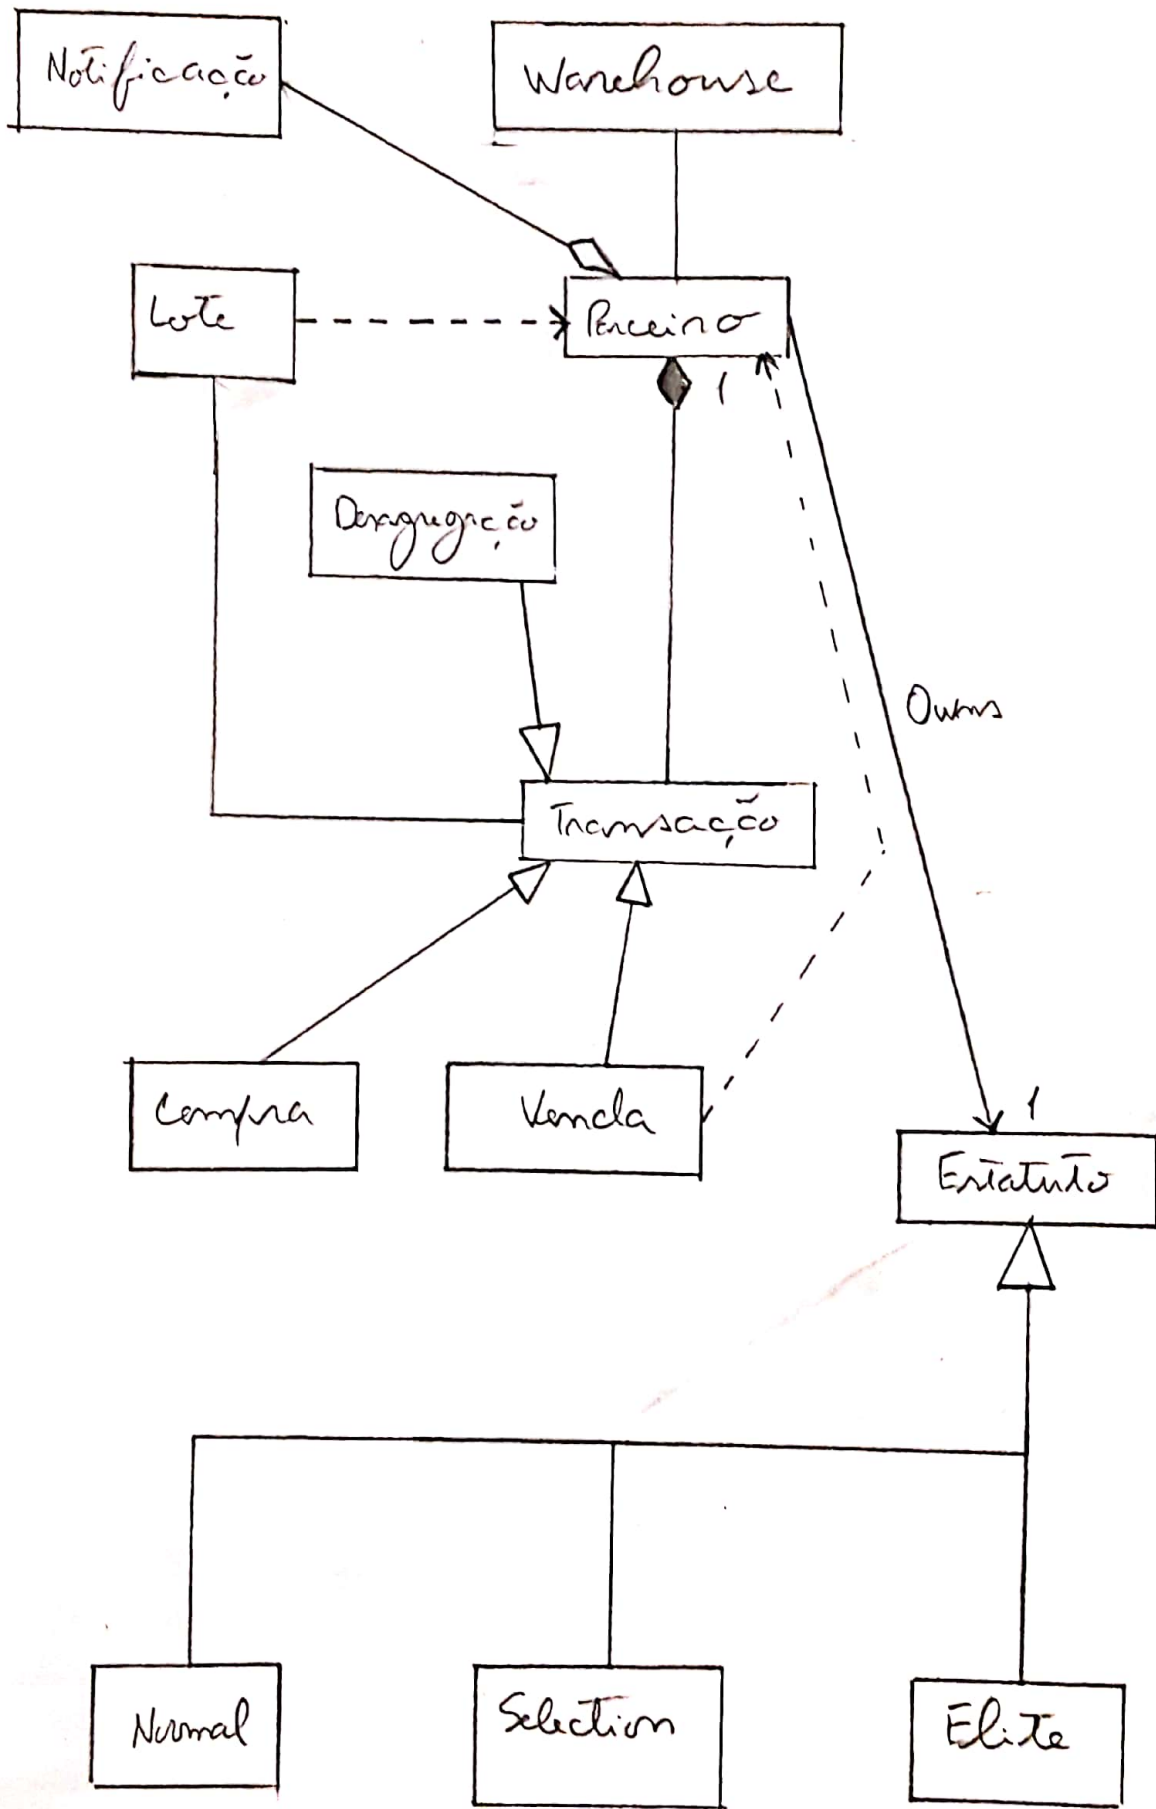 Notificação
Warehouse
Lote
Parceiro
1
Desagregação
Owns
Transação
Compra
Venda
1
Estatuto
Normal
Selection
Elite